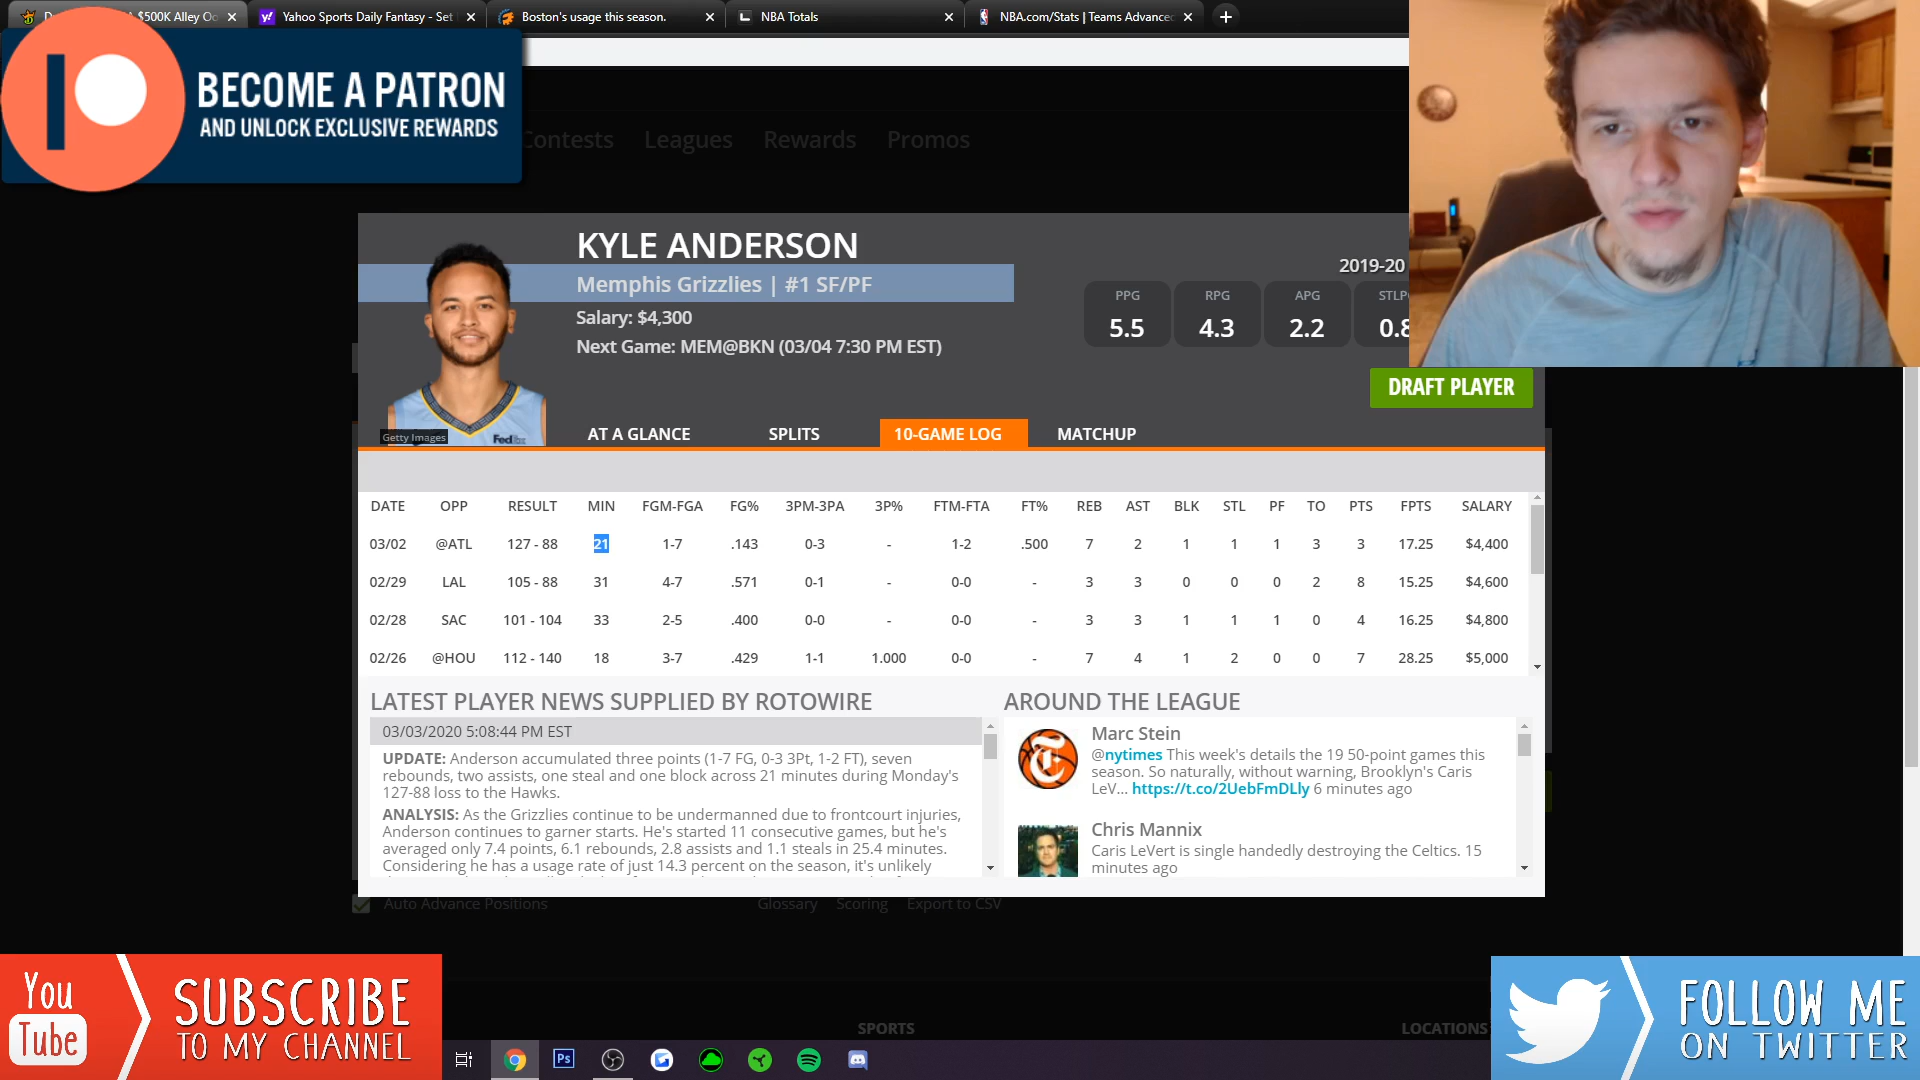 $500K Alley Oo
Yahoo Sports Daily Fantasy - Set
Boston's usage this season.
NBA Totals
NBA.com/Stats | Teams Advanced
BECOME A PATRON
AND UNLOCK EXCLUSIVE REWARDS
Contests Leagues Rewards Promos
KYLE ANDERSON
Memphis Grizzlies | #1 SF/PF
Salary: $4,300
Next Game: MEM@BKN (03/04 7:30 PM EST)
2019-20
PPG RPG APG STLPG
5.5 4.3 2.2 0.8
DRAFT PLAYER
Getty Images
FedEx
AT A GLANCE SPLITS 10-GAME LOG MATCHUP
DATE OPP RESULT MIN FGM-FGA FG% 3PM-3PA 3P% FTM-FTA FT% REB AST BLK STL PF TO PTS FPTS SALARY
03/02 @ATL 127 - 88 21 1-7 .143 0-3 - 1-2 .500 7 2 1 1 1 3 3 17.25 $4,400
02/29 LAL 105 - 88 31 4-7 .571 0-1 - 0-0 - 3 3 0 0 0 2 8 15.25 $4,600
02/28 SAC 101 - 104 33 2-5 .400 0-0 - 0-0 - 3 3 1 1 1 0 4 16.25 $4,800
02/26 @HOU 112 - 140 18 3-7 .429 1-1 1.000 0-0 - 7 4 1 2 0 0 7 28.25 $5,000
LATEST PLAYER NEWS SUPPLIED BY ROTOWIRE
03/03/2020 5:08:44 PM EST
UPDATE: Anderson accumulated three points (1-7 FG, 0-3 3Pt, 1-2 FT), seven
rebounds, two assists, one steal and one block across 21 minutes during Monday's
127-88 loss to the Hawks.
ANALYSIS: As the Grizzlies continue to be undermanned due to frontcourt injuries,
Anderson continues to garner starts. He's started 11 consecutive games, but he's
averaged only 7.4 points, 6.1 rebounds, 2.8 assists and 1.1 steals in 25.4 minutes.
Considering he has a usage rate of just 14.3 percent on the season, it's unlikely
AROUND THE LEAGUE
Marc Stein
@nytimes This week's details the 19 50-point games this
season. So naturally, without warning, Brooklyn's Caris
LeV... https://t.co/2UebFmDLly 6 minutes ago
Chris Mannix
Caris LeVert is single handedly destroying the Celtics. 15
minutes ago
Auto Advance Positions
Glossary Scoring Export to CSV
SPORTS
LOCATIONS
You
Tube
SUBSCRIBE
TO MY CHANNEL
FOLLOW ME
ON TWITTER
Ps